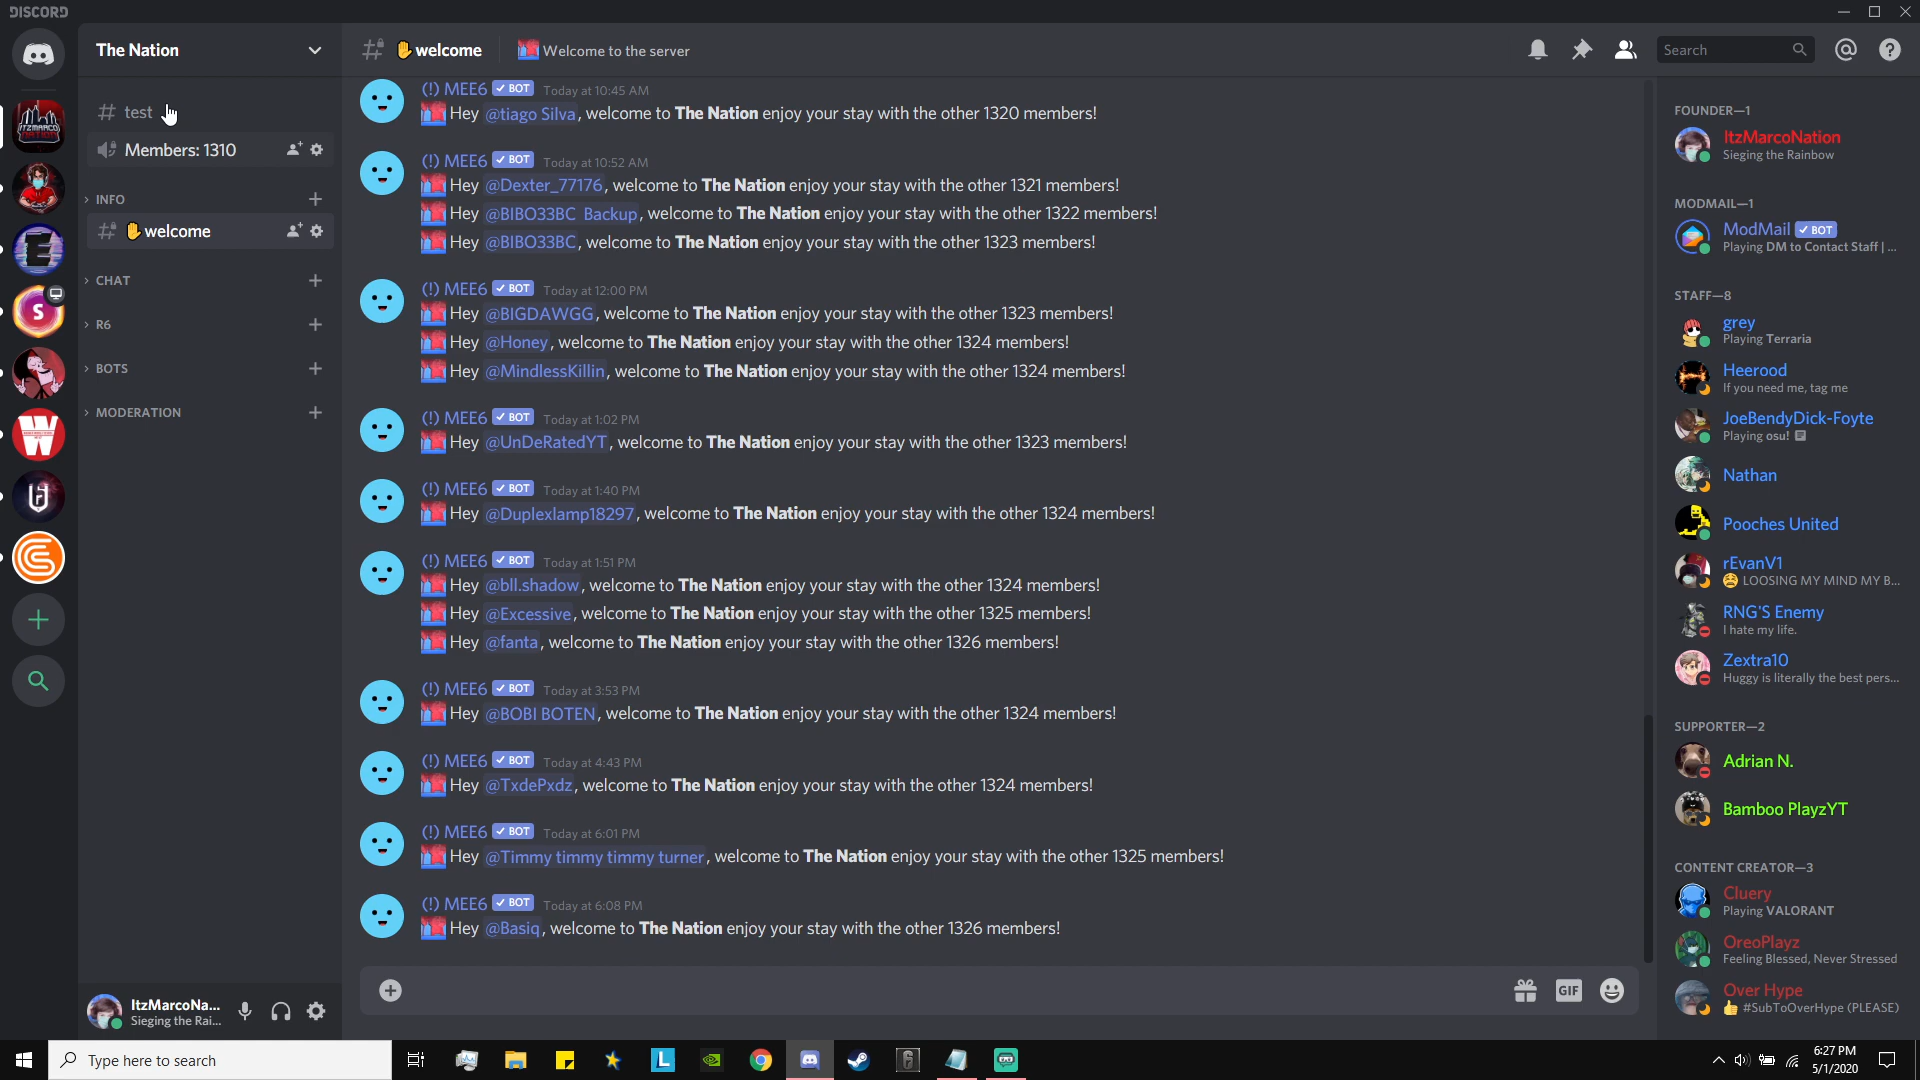 DISCORD
The Nation
test
Members: 1310
INFO
✋welcome
CHAT
R6
BOTS
MODERATION
ItzMarcoNa...
Sieging the Rai...
✋welcome
Welcome to the server
Search
(!) MEE6 ✓ BOT Today at 10:45 AM
Hey @tiago Silva, welcome to The Nation enjoy your stay with the other 1320 members!
(!) MEE6 ✓ BOT Today at 10:52 AM
Hey @Dexter_77176, welcome to The Nation enjoy your stay with the other 1321 members!
Hey @BIBO33BC Backup, welcome to The Nation enjoy your stay with the other 1322 members!
Hey @BIBO33BC, welcome to The Nation enjoy your stay with the other 1323 members!
(!) MEE6 ✓ BOT Today at 12:00 PM
Hey @BIGDAWGG, welcome to The Nation enjoy your stay with the other 1323 members!
Hey @Honey, welcome to The Nation enjoy your stay with the other 1324 members!
Hey @MindlessKillin, welcome to The Nation enjoy your stay with the other 1324 members!
(!) MEE6 ✓ BOT Today at 1:02 PM
Hey @UnDeRatedYT, welcome to The Nation enjoy your stay with the other 1323 members!
(!) MEE6 ✓ BOT Today at 1:40 PM
Hey @Duplexlamp18297, welcome to The Nation enjoy your stay with the other 1324 members!
(!) MEE6 ✓ BOT Today at 1:51 PM
Hey @bll.shadow, welcome to The Nation enjoy your stay with the other 1324 members!
Hey @Excessive, welcome to The Nation enjoy your stay with the other 1325 members!
Hey @fanta, welcome to The Nation enjoy your stay with the other 1326 members!
(!) MEE6 ✓ BOT Today at 3:53 PM
Hey @BOBI BOTEN, welcome to The Nation enjoy your stay with the other 1324 members!
(!) MEE6 ✓ BOT Today at 4:43 PM
Hey @TxdePxdz, welcome to The Nation enjoy your stay with the other 1324 members!
(!) MEE6 ✓ BOT Today at 6:01 PM
Hey @Timmy timmy timmy turner, welcome to The Nation enjoy your stay with the other 1325 members!
(!) MEE6 ✓ BOT Today at 6:08 PM
Hey @Basiq, welcome to The Nation enjoy your stay with the other 1326 members!
GIF
FOUNDER—1
ItzMarcoNation
Sieging the Rainbow
MODMAIL—1
ModMail ✓ BOT
Playing DM to Contact Staff | ...
STAFF—8
grey
Playing Terraria
Heerood
If you need me, tag me
JoeBendyDick-Foyte
Playing osu!
Nathan
Pooches United
rEvanV1
😩 LOOSING MY MIND MY B...
RNG'S Enemy
I hate my life.
Zextra10
Huggy is literally the best pers...
SUPPORTER—2
Adrian N.
Bamboo PlayzYT
CONTENT CREATOR—3
Cluery
Playing VALORANT
OreoPlayz
Feeling Blessed, Never Stressed
Over Hype
👍 #SubToOverHype (PLEASE)
Type here to search
6:27 PM
5/1/2020